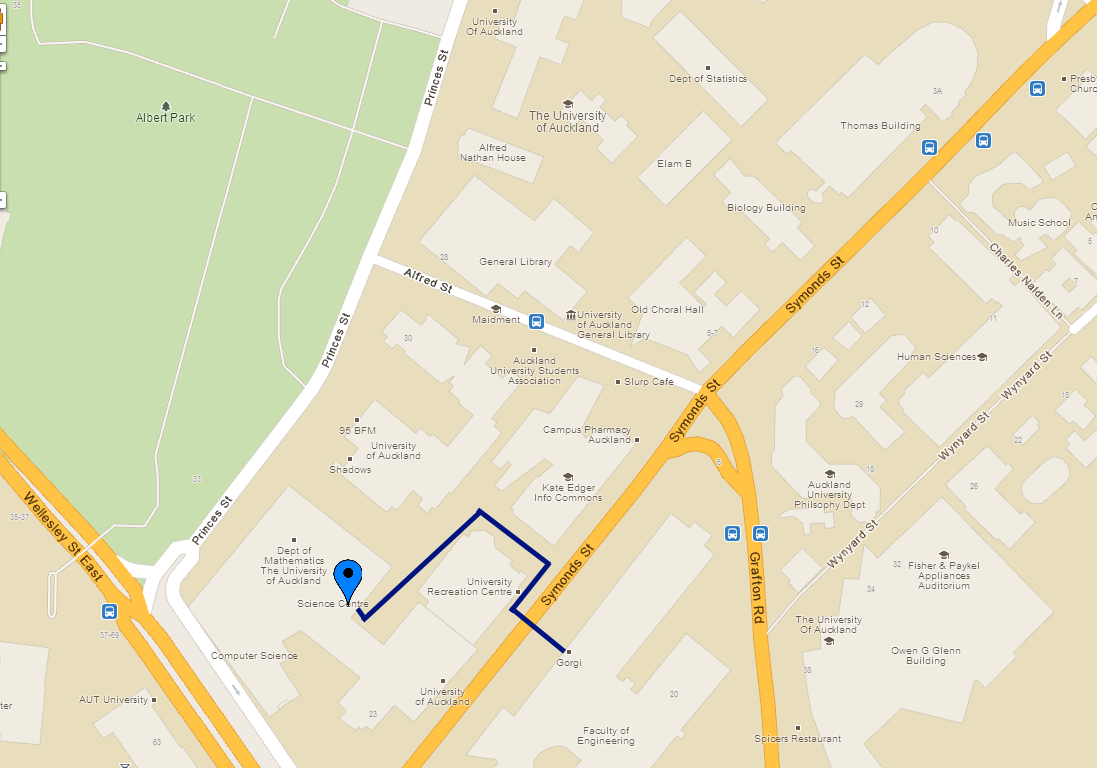 35
University
Of Auckland
Princes St
Dept of Statistics
Presb
Churc
3A
Albert Park
The University
of Auckland
Thomas Building
Alfred
Nathan House
Elam B
Biology Building
Music School
10
5
28
General Library
Charles Nalden Ln
7
Alfred St
Symonds St
Maidment
University
of Auckland
General Library
Old Choral Hall
5-7
12
11
30
Princes St
16
Human Sciences
Auckland
University Students
Association
Slurp Cafe
Wynyard St
Symonds St
29
18
95 BFM
University
of Auckland
Campus Pharmacy
Auckland
Wynyard St
22
Shadows
6
18
33
Kate Edger
Info Commons
Auckland
University
Philsophy Dept
26
35-37
Wellesley St East
Princes St
Wynyard St
Dept of
Mathematics
The University
of Auckland
Symonds St
Grafton Rd
32
Fisher & Paykel
Appliances
Auditorium
Science Centre
University
Recreation Centre
34
The University
Of Auckland
37-69
Computer Science
Gorgi
Owen G Glenn
Building
38
AUT University
University
of Auckland
20
ter
23
Faculty of
Engineering
Spicers Restaurant
63